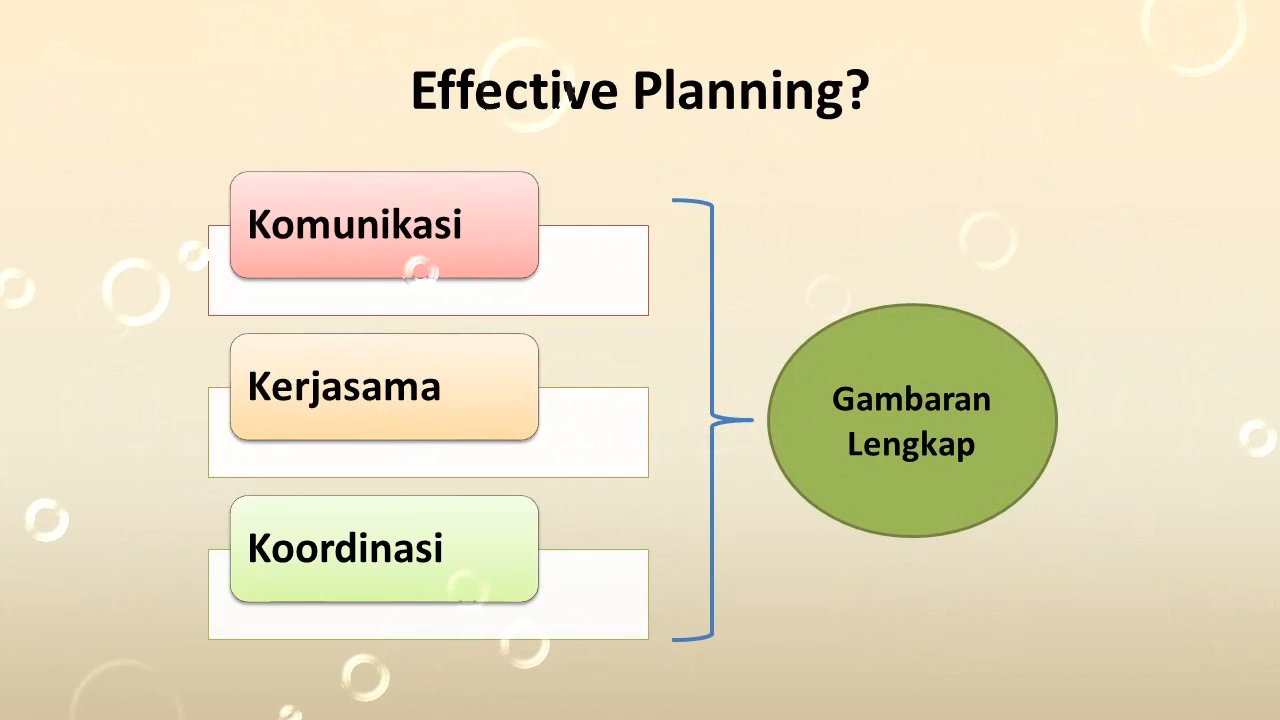 Effective Planning?
Komunikasi
Kerjasama
Koordinasi
Gambaran
Lengkap